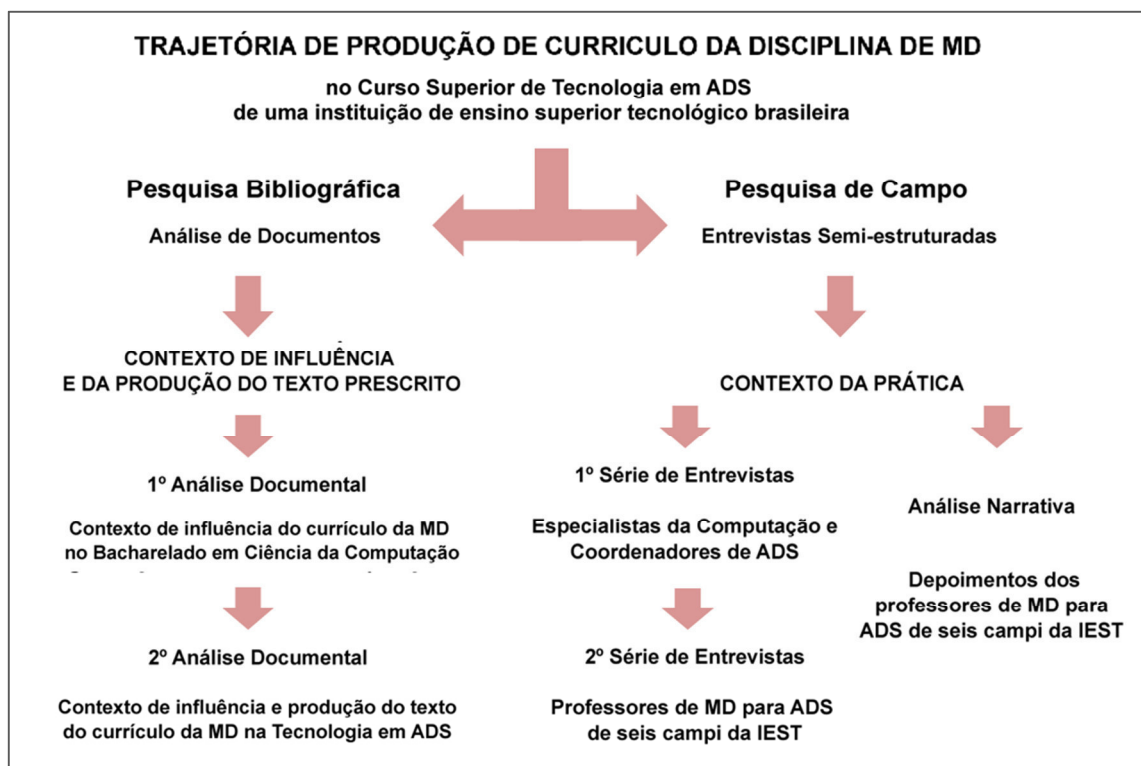 TRAJETÓRIA DE PRODUÇÃO DE CURRICULO DA DISCIPLINA DE MD
no Curso Superior de Tecnologia em ADS
de uma instituição de ensino superior tecnológico brasileira
Pesquisa Bibliográfica
Análise de Documentos
CONTEXTO DE INFLUÊNCIA
E DA PRODUÇÃO DO TEXTO PRESCRITO
1º Análise Documental
Contexto de influência do currículo da MD
no Bacharelado em Ciência da Computação
2º Análise Documental
Contexto de influência e produção do texto
do currículo da MD na Tecnologia em ADS
Pesquisa de Campo
Entrevistas Semi-estruturadas
CONTEXTO DA PRÁTICA
1º Série de Entrevistas
Especialistas da Computação e
Coordenadores de ADS
2º Série de Entrevistas
Professores de MD para ADS
de seis campi da IEST
Análise Narrativa
Depoimentos dos
professores de MD para
ADS de seis campi da IEST